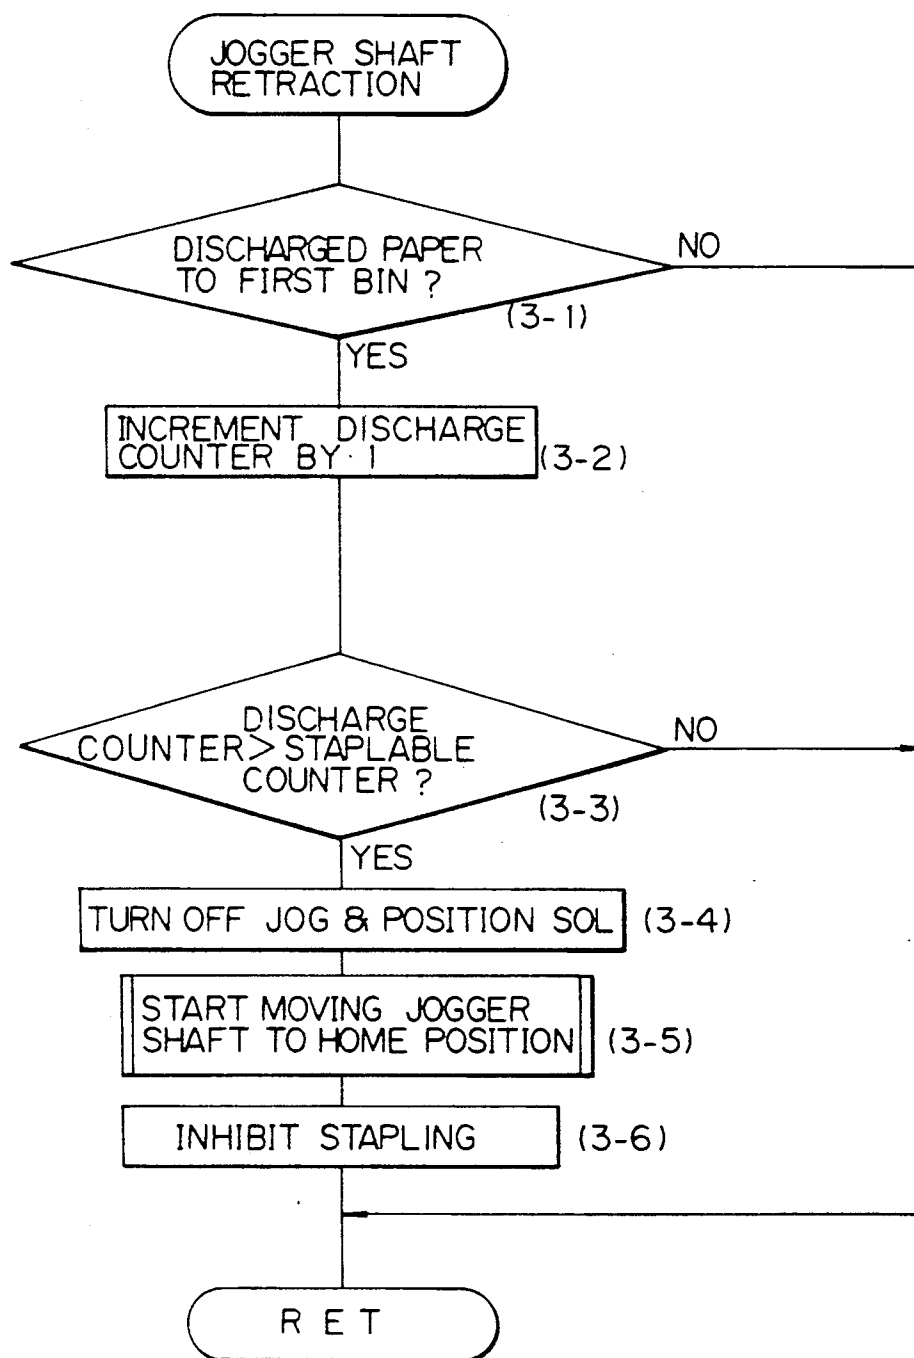 JOGGER SHAFT
RETRACTION
DISCHARGED PAPER
TO FIRST BIN ?
NO
(3-1)
YES
INCREMENT DISCHARGE
COUNTER BY 1
(3-2)
DISCHARGE
COUNTER > STAPLABLE
COUNTER ?
NO
(3-3)
YES
TURN OFF JOG & POSITION SOL
(3-4)
START MOVING JOGGER
SHAFT TO HOME POSITION
(3-5)
INHIBIT STAPLING
(3-6)
RET